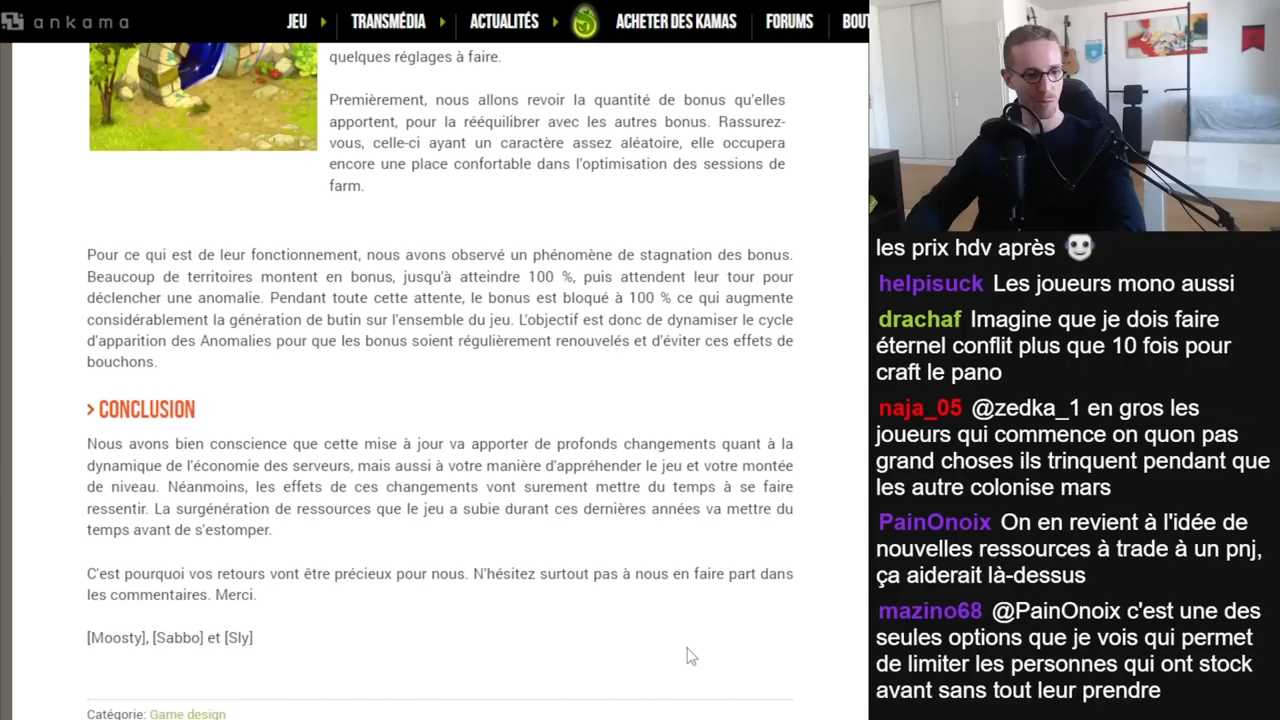 ankama
JEU
TRANSMÉDIA
ACTUALITÉS
ACHETER DES KAMAS
FORUMS
quelques réglages à faire.
Premièrement, nous allons revoir la quantité de bonus qu'elles
apportent, pour la rééquilibrer avec les autres bonus. Rassurez-
vous, celle-ci ayant un caractère assez aléatoire, elle occupera
encore une place confortable dans l'optimisation des sessions de
farm.
Pour ce qui est de leur fonctionnement, nous avons observé un phénomène de stagnation des bonus.
Beaucoup de territoires montent en bonus, jusqu'à atteindre 100 %, puis attendent leur tour pour
déclencher une anomalie. Pendant toute cette attente, le bonus est bloqué à 100 % ce qui augmente
considérablement la génération de butin sur l'ensemble du jeu. L'objectif est donc de dynamiser le cycle
d'apparition des Anomalies pour que les bonus soient régulièrement renouvelés et d'éviter ces effets de
bouchons.
> CONCLUSION
Nous avons bien conscience que cette mise à jour va apporter de profonds changements quant à la
dynamique de l'économie des serveurs, mais aussi à votre manière d'appréhender le jeu et votre montée
de niveau. Néanmoins, les effets de ces changements vont surement mettre du temps à se faire
ressentir. La surgénération de ressources que le jeu a subie durant ces dernières années va mettre du
temps avant de s'estomper.
C'est pourquoi vos retours vont être précieux pour nous. N'hésitez surtout pas à nous en faire part dans
les commentaires. Merci.
[Moosty], [Sabbo] et [Sly]
Catégorie: Game design
les prix hdv après
helpisuck Les joueurs mono aussi
drachaf Imagine que je dois faire
éternel conflit plus que 10 fois pour
craft le pano
naja_05 @zedka_1 en gros les
joueurs qui commence on quon pas
grand choses ils trinquent pendant que
les autre colonise mars
PainOnoix On en revient à l'idée de
nouvelles ressources à trade à un pnj,
ça aiderait là-dessus
mazino68 @PainOnoix c'est une des
seules options que je vois qui permet
de limiter les personnes qui ont stock
avant sans tout leur prendre